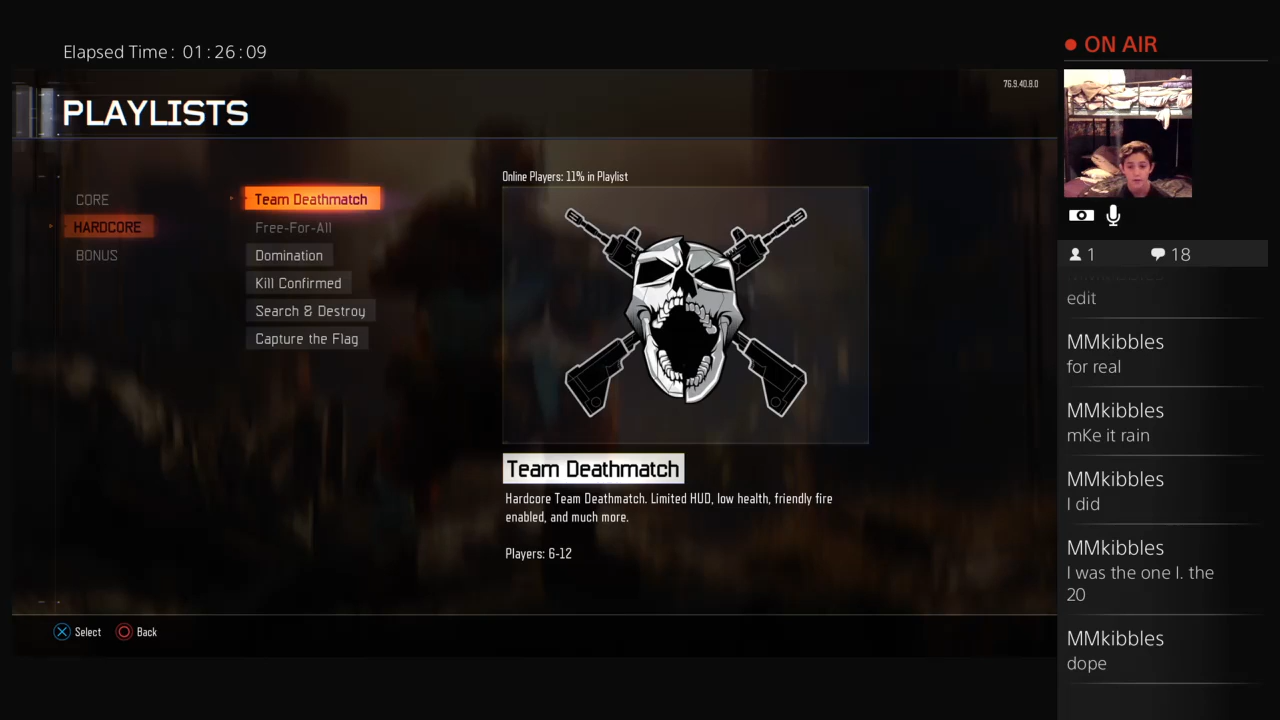 Elapsed Time: 01:26:09
ON AIR
76.9.40.8.0
PLAYLISTS
Online Players: 11% in Playlist
CORE
HARDCORE
BONUS
Team Deathmatch
Free-For-All
Domination
Kill Confirmed
Search & Destroy
Capture the Flag
Team Deathmatch
Hardcore Team Deathmatch. Limited HUD, low health, friendly fire
enabled, and much more.
Players: 6-12
Select
Back
1
18
edit
MMkibbles
for real
MMkibbles
mKe it rain
MMkibbles
I did
MMkibbles
I was the one I. the
20
MMkibbles
dope